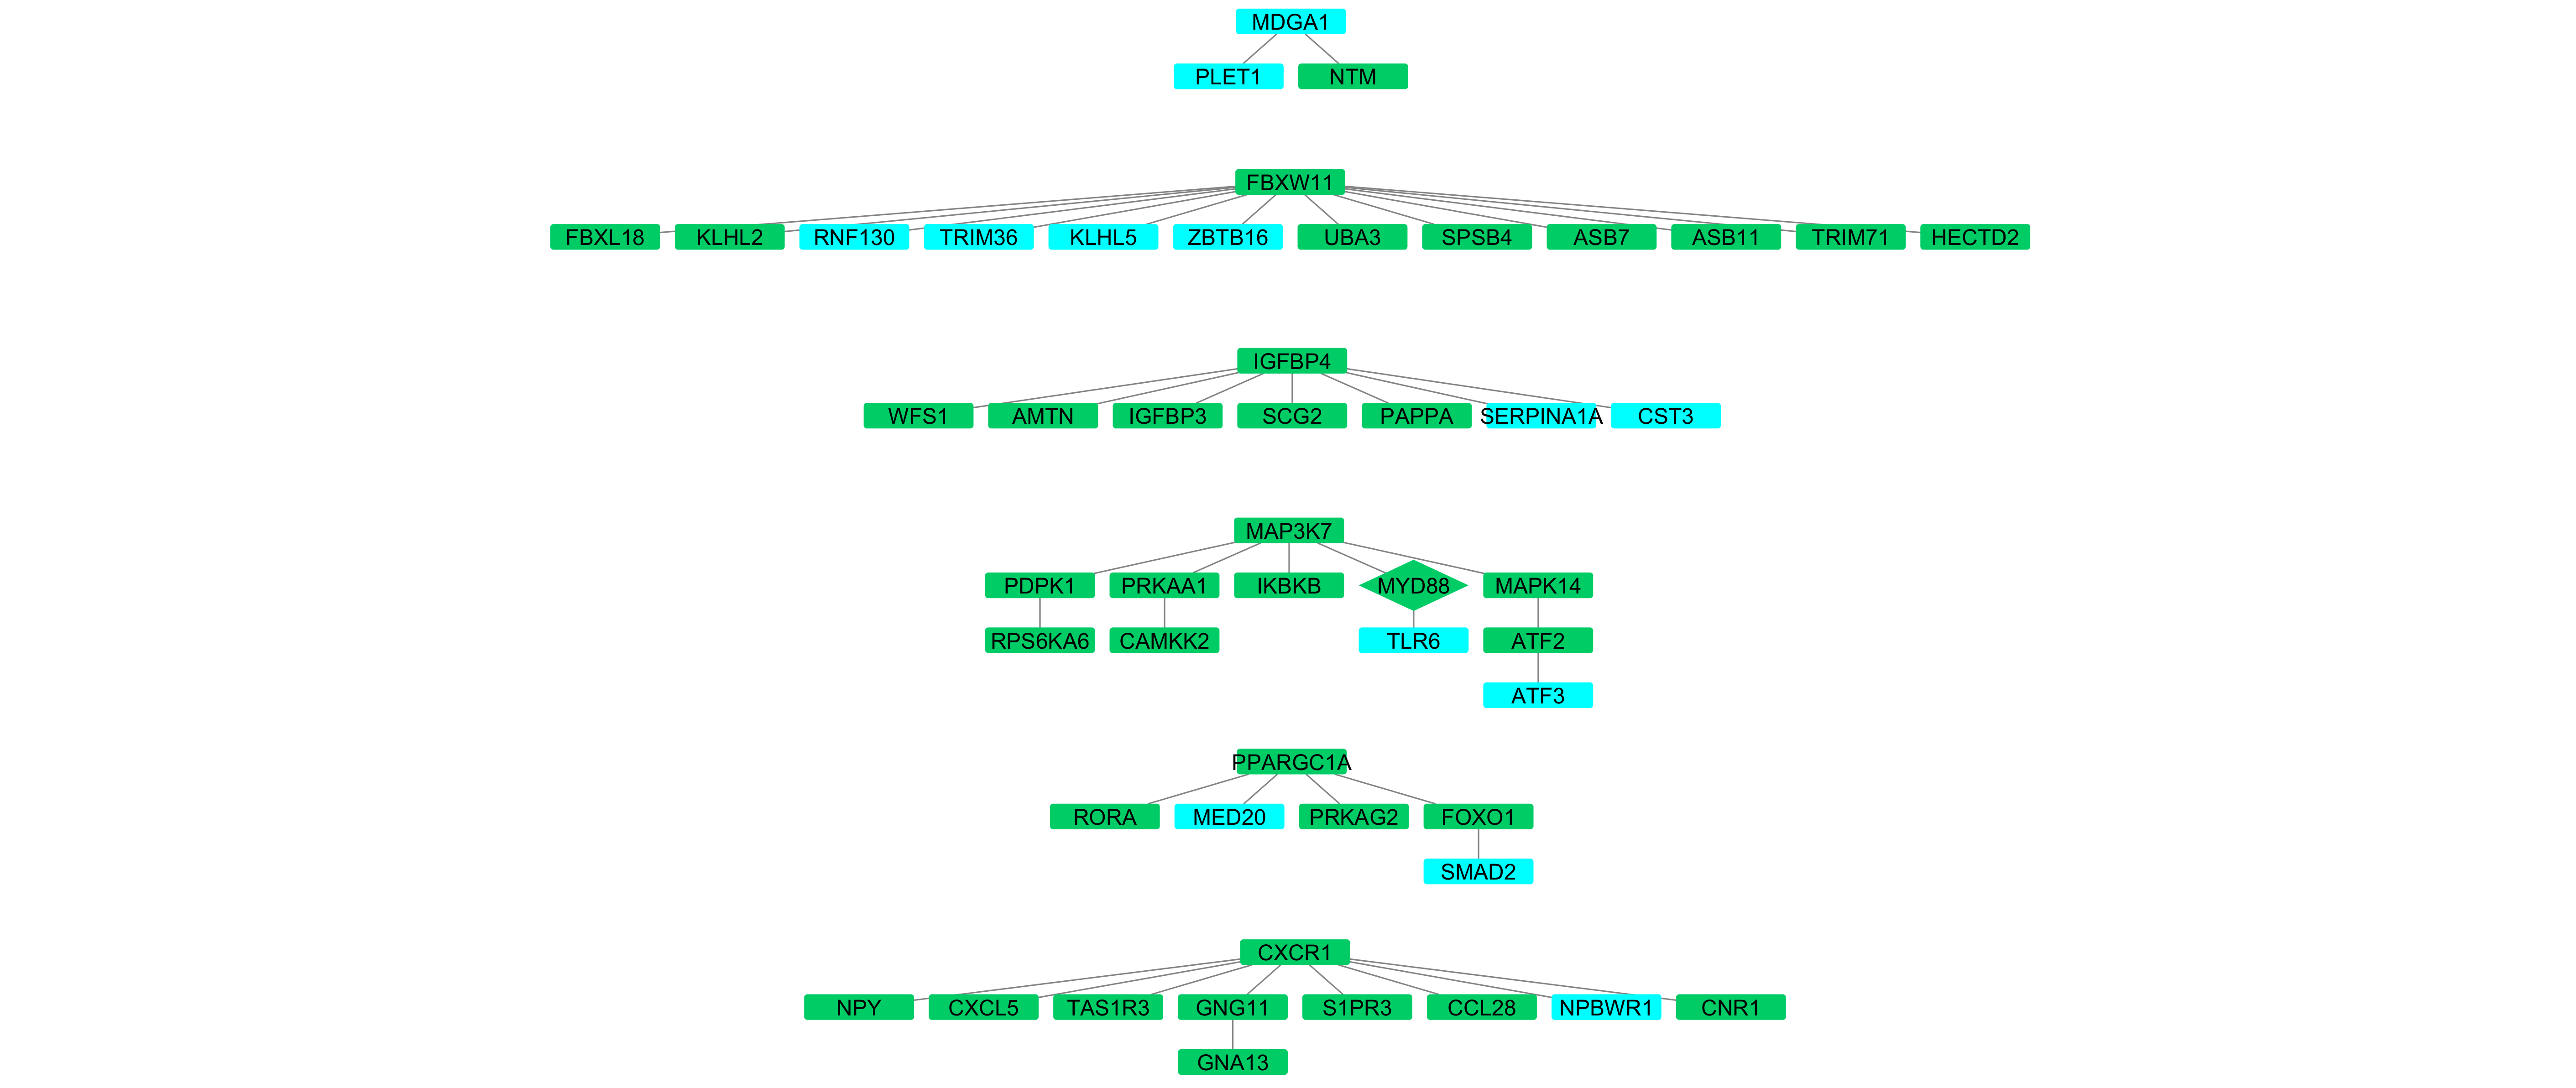 MDGA1
PLET1 NTM
FBXW11
FBXL18 KLHL2 RNF130 TRIM36 KLHL5 ZBTB16 UBA3 SPSB4 ASB7 ASB11 TRIM71 HECTD2
IGFBP4
WFS1 AMTN IGFBP3 SCG2 PAPPA SERPINA1A CST3
MAP3K7
PDPK1 PRKAA1 IKBKB MYD88 MAPK14
RPS6KA6 CAMKK2 TLR6 ATF2
ATF3
PPARGC1A
RORA MED20 PRKAG2 FOXO1
SMAD2
CXCR1
NPY CXCL5 TAS1R3 GNG11 S1PR3 CCL28 NPBWR1 CNR1
GNA13